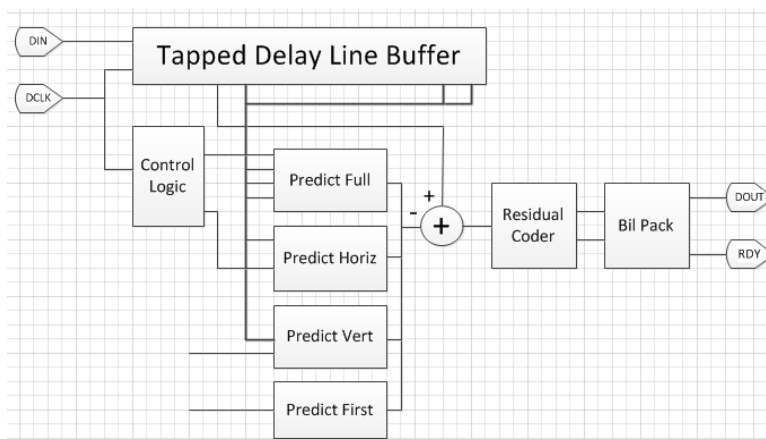 DIN
Tapped Delay Line Buffer
DCLK
Control
Logic
Predict Full
+
-
+
Residual
Coder
Bil Pack
DOUT
RDY
Predict Horiz
Predict Vert
Predict First